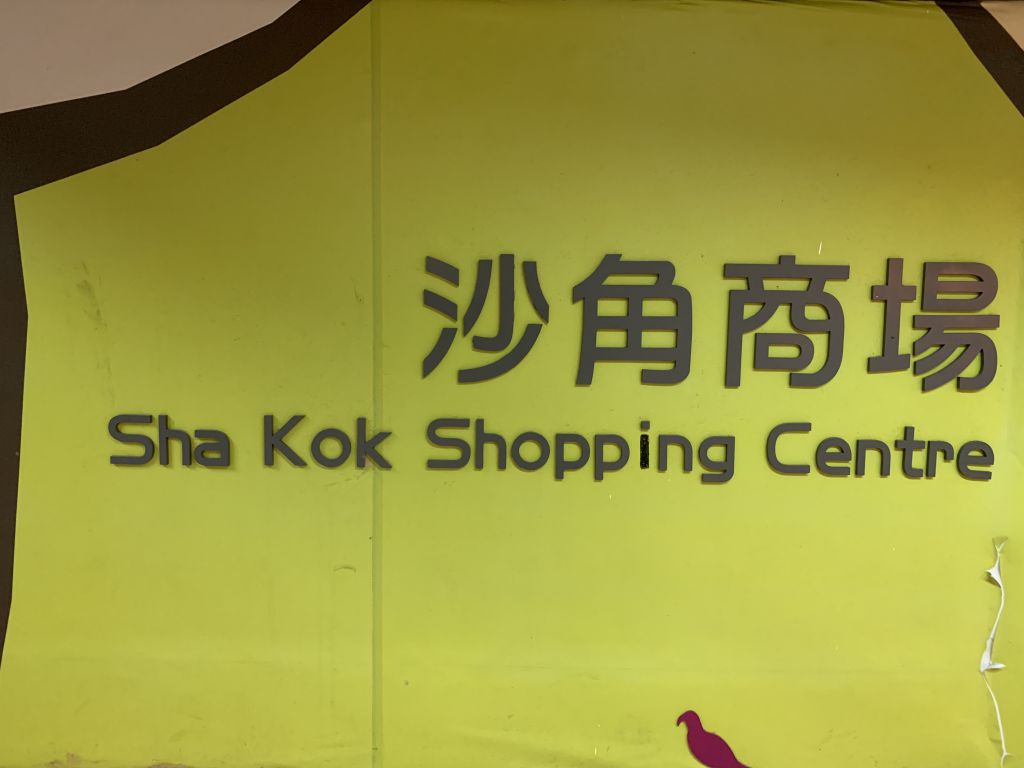 沙角商場
Sha Kok Shopping Centre